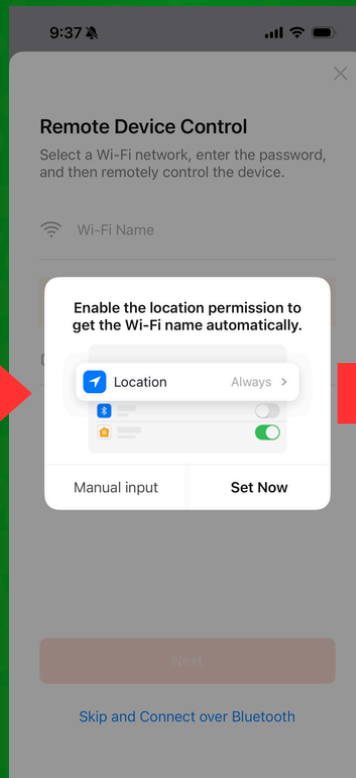 9:37
Remote Device Control
Select a Wi-Fi network, enter the password,
and then remotely control the device.
Wi-Fi Name
Enable the location permission to
get the Wi-Fi name automatically.
Location Always >
Manual input Set Now
Next
Skip and Connect over Bluetooth